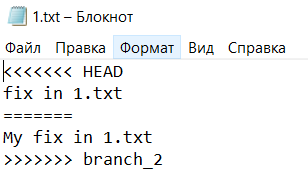 1.txt – Блокнот
Файл Правка Формат Вид Справка
<<<<<<< HEAD
fix in 1.txt
=======
My fix in 1.txt
>>>>>>> branch_2